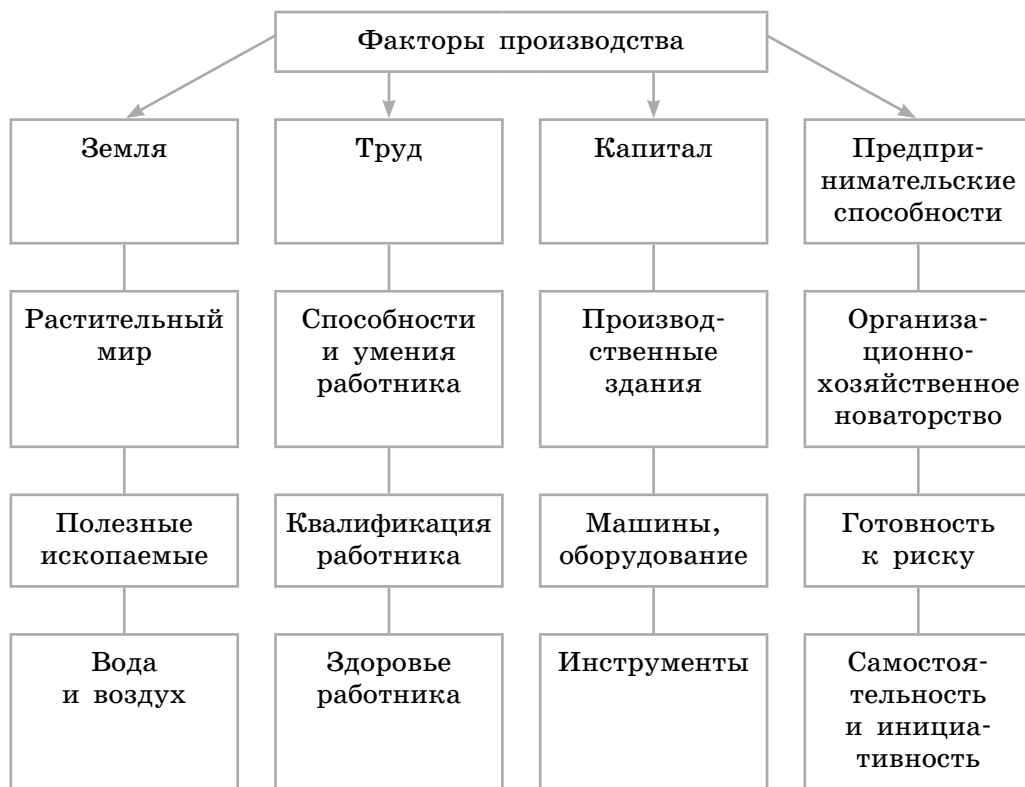 Факторы производства
Земля
Труд
Капитал
Предпри-
нимательские
способности
Растительный
мир
Способности
и умения
работника
Производ-
ственные
здания
Организа-
ционно-
хозяйственное
новаторство
Полезные
ископаемые
Квалификация
работника
Машины,
оборудование
Готовность
к риску
Вода
и воздух
Здоровье
работника
Инструменты
Самостоя-
тельность
и инициа-
тивность